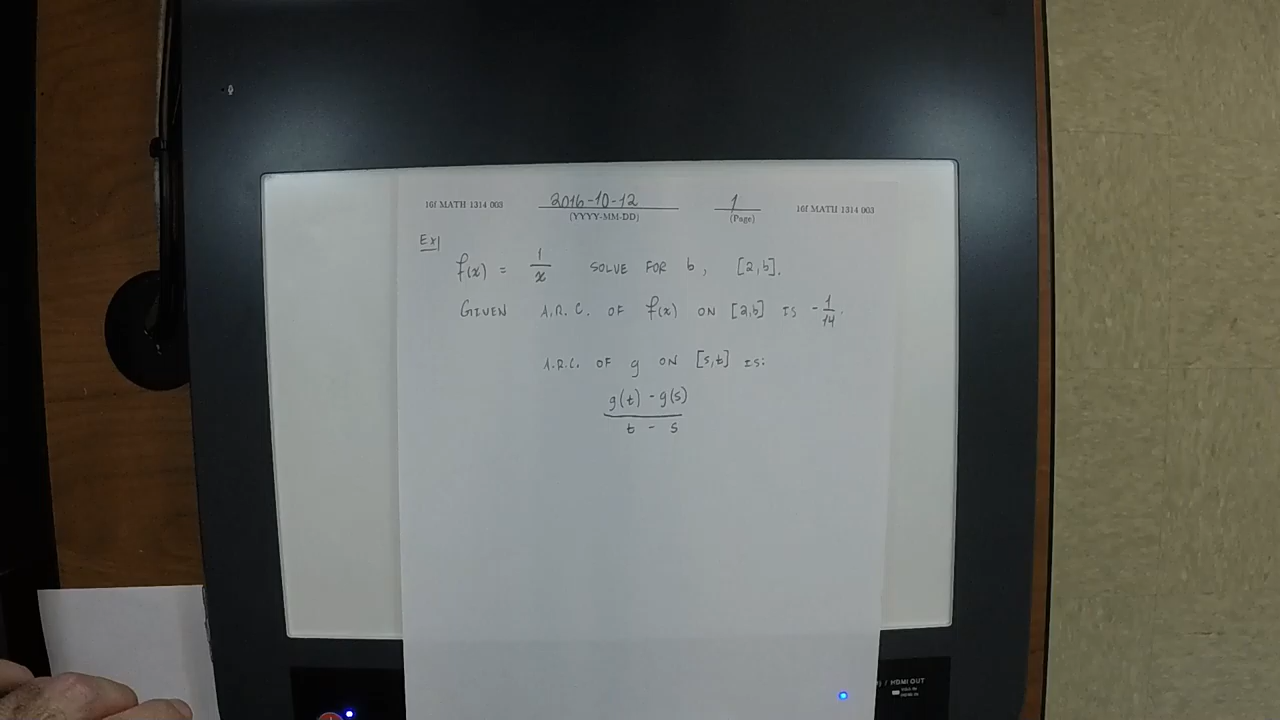 16f MATH 1314 003 2016-10-12 1 16f MATH 1314 003
(YYYY-MM-DD) (Page)
Ex1
f(x) = 1/x SOLVE FOR b, [2,b].
GIVEN A.R.C. OF f(x) ON [2,b] IS -1/14.
A.R.C. OF g ON [s,t] IS:
g(t) - g(s)
t - s
/ HDMI OUT